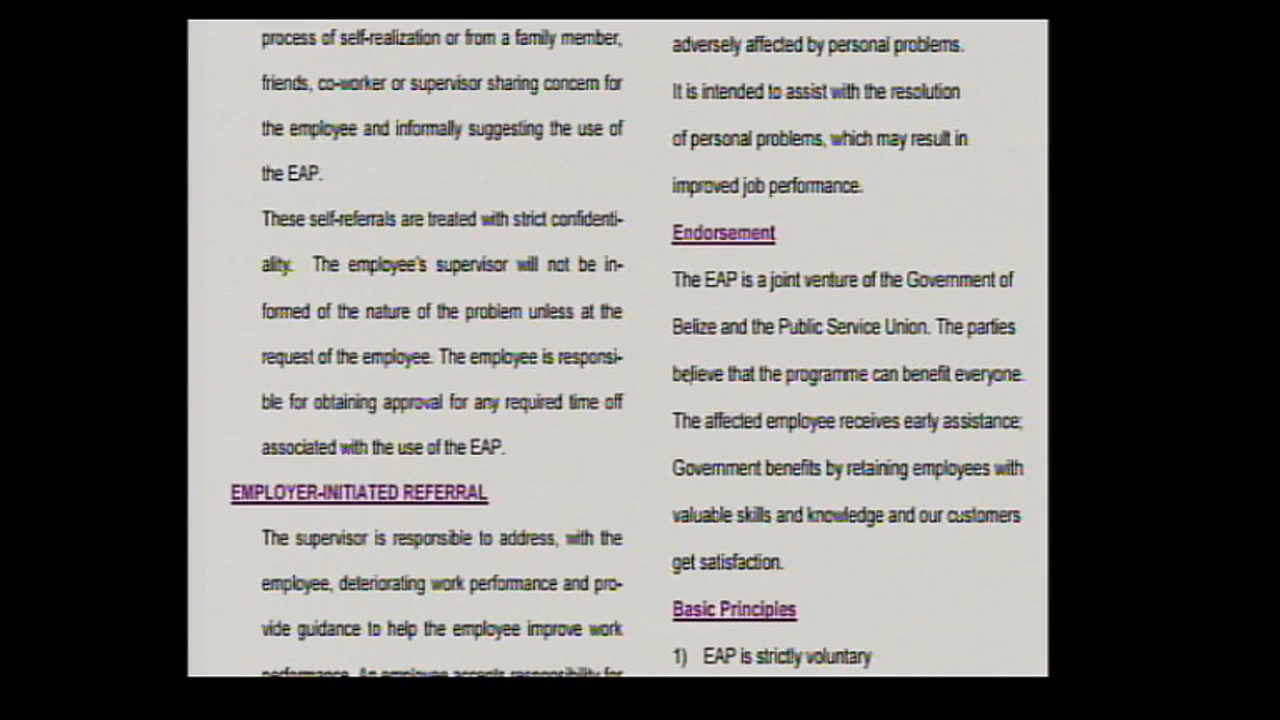 process of self-realization or from a family member,
friends, co-worker or supervisor sharing concern for
the employee and informally suggesting the use of
the EAP.
These self-referrals are treated with strict confidenti-
ality.  The employee's supervisor will not be in-
formed of the nature of the problem unless at the
request of the employee. The employee is responsi-
ble for obtaining approval for any required time off
associated with the use of the EAP.
EMPLOYER-INITIATED REFERRAL
The supervisor is responsible to address, with the
employee, deteriorating work performance and pro-
vide guidance to help the employee improve work
performance. An employee accepts responsibility for
adversely affected by personal problems.
It is intended to assist with the resolution
of personal problems, which may result in
improved job performance.
Endorsement
The EAP is a joint venture of the Government of
Belize and the Public Service Union. The parties
believe that the programme can benefit everyone.
The affected employee receives early assistance;
Government benefits by retaining employees with
valuable skills and knowledge and our customers
get satisfaction.
Basic Principles
1) EAP is strictly voluntary